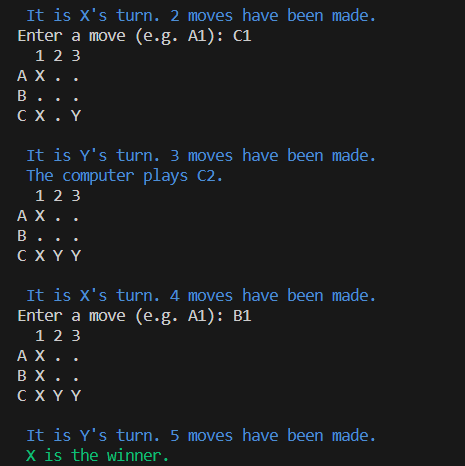 It is X's turn. 2 moves have been made.
Enter a move (e.g. A1): C1
1 2 3
A X . .
B . . .
C X . Y
It is Y's turn. 3 moves have been made.
The computer plays C2.
1 2 3
A X . .
B . . .
C X Y Y
It is X's turn. 4 moves have been made.
Enter a move (e.g. A1): B1
1 2 3
A X . .
B X . .
C X Y Y
It is Y's turn. 5 moves have been made.
X is the winner.